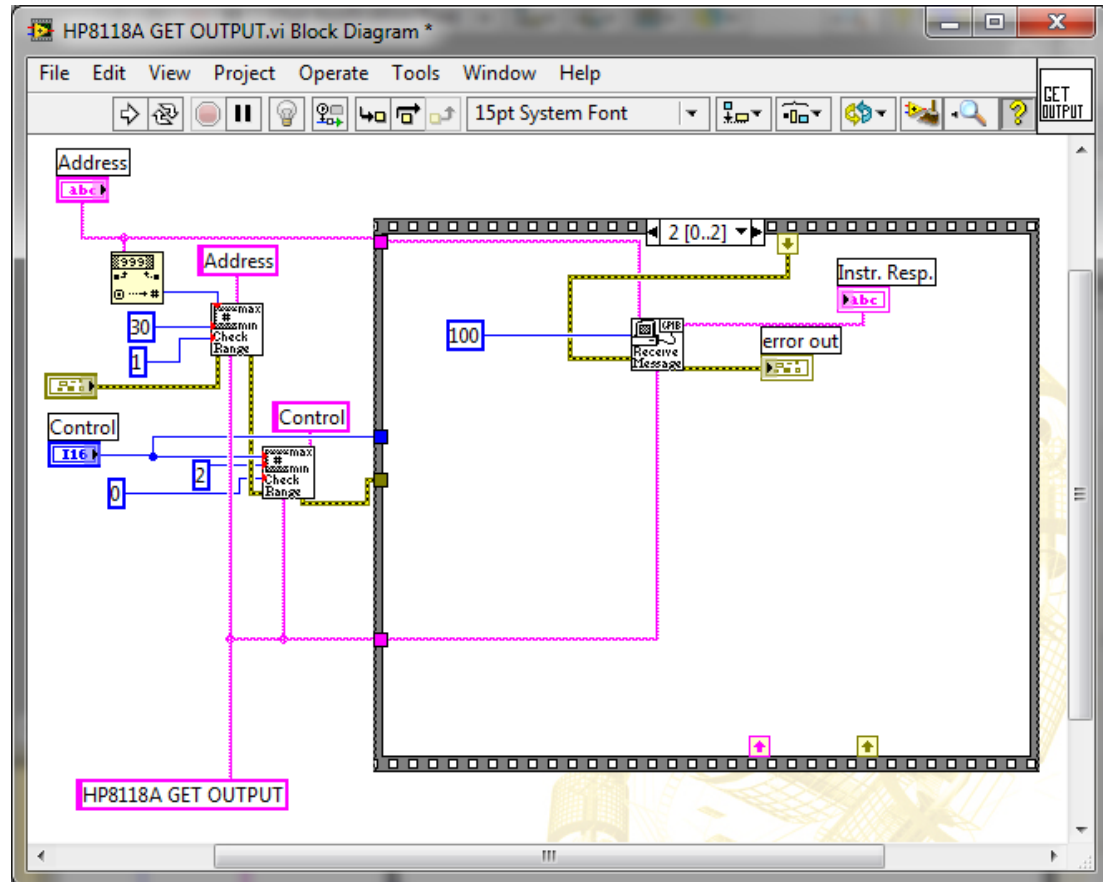 HP8118A GET OUTPUT.vi Block Diagram *
File Edit View Project Operate Tools Window Help
15pt System Font
GET
OUTPUT
Address
abc
2 [0..2]
999
Address
Instr. Resp.
abc
max
#
min
Check
Range
30
1
100
GPIB
Receive
Message
error out
Control
Control
I16
max
#
min
Check
Range
2
0
HP8118A GET OUTPUT